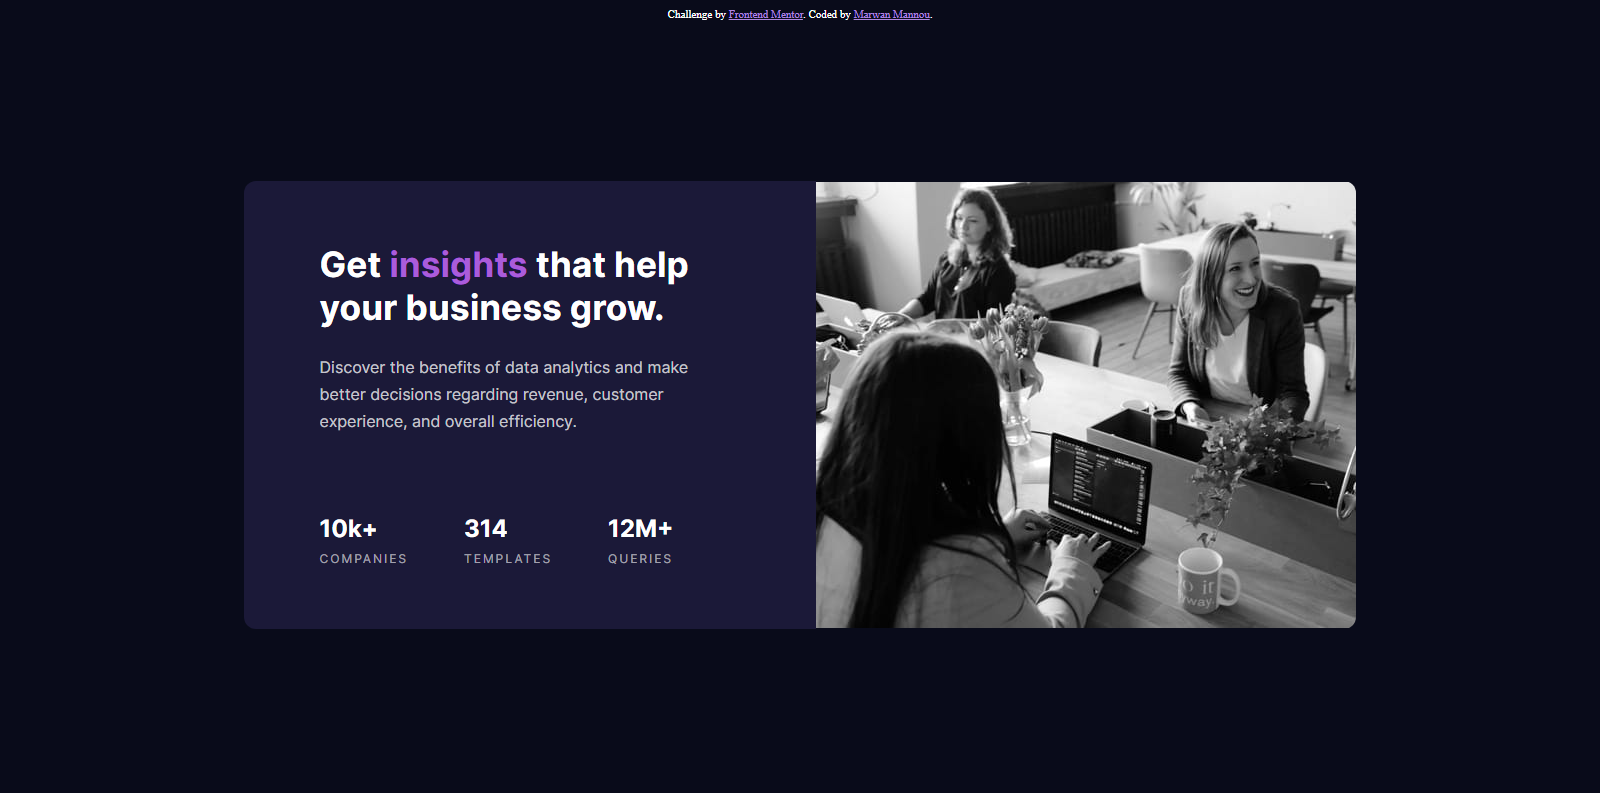 Challenge by Frontend Mentor. Coded by Marwan Mannou.
Get insights that help
your business grow.
Discover the benefits of data analytics and make
better decisions regarding revenue, customer
experience, and overall efficiency.
10k+ 314 12M+
COMPANIES TEMPLATES QUERIES
it
way.